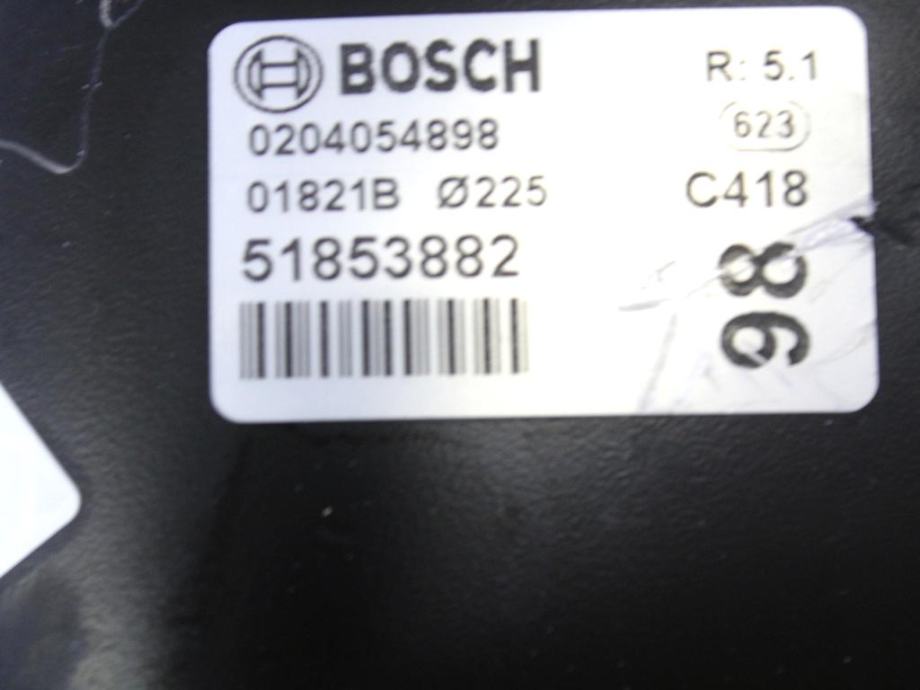 BOSCH R: 5.1
0204054898 623
01821B Ø225 C418
51853882
86